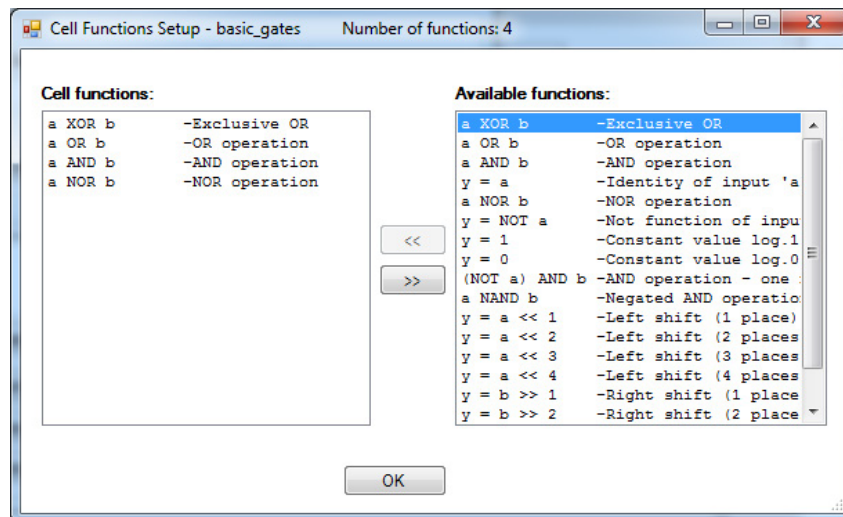 Cell Functions Setup - basic_gates Number of functions: 4
Cell functions:
a XOR b -Exclusive OR
a OR b -OR operation
a AND b -AND operation
a NOR b -NOR operation
<<
>>
Available functions:
a XOR b -Exclusive OR
a OR b -OR operation
a AND b -AND operation
y = a -Identity of input 'a
a NOR b -NOR operation
y = NOT a -Not function of inpu
y = 1 -Constant value log.1
y = 0 -Constant value log.0
(NOT a) AND b -AND operation - one
a NAND b -Negated AND operatio
y = a << 1 -Left shift (1 place)
y = a << 2 -Left shift (2 places
y = a << 3 -Left shift (3 places
y = a << 4 -Left shift (4 places
y = b >> 1 -Right shift (1 place
y = b >> 2 -Right shift (2 place
OK